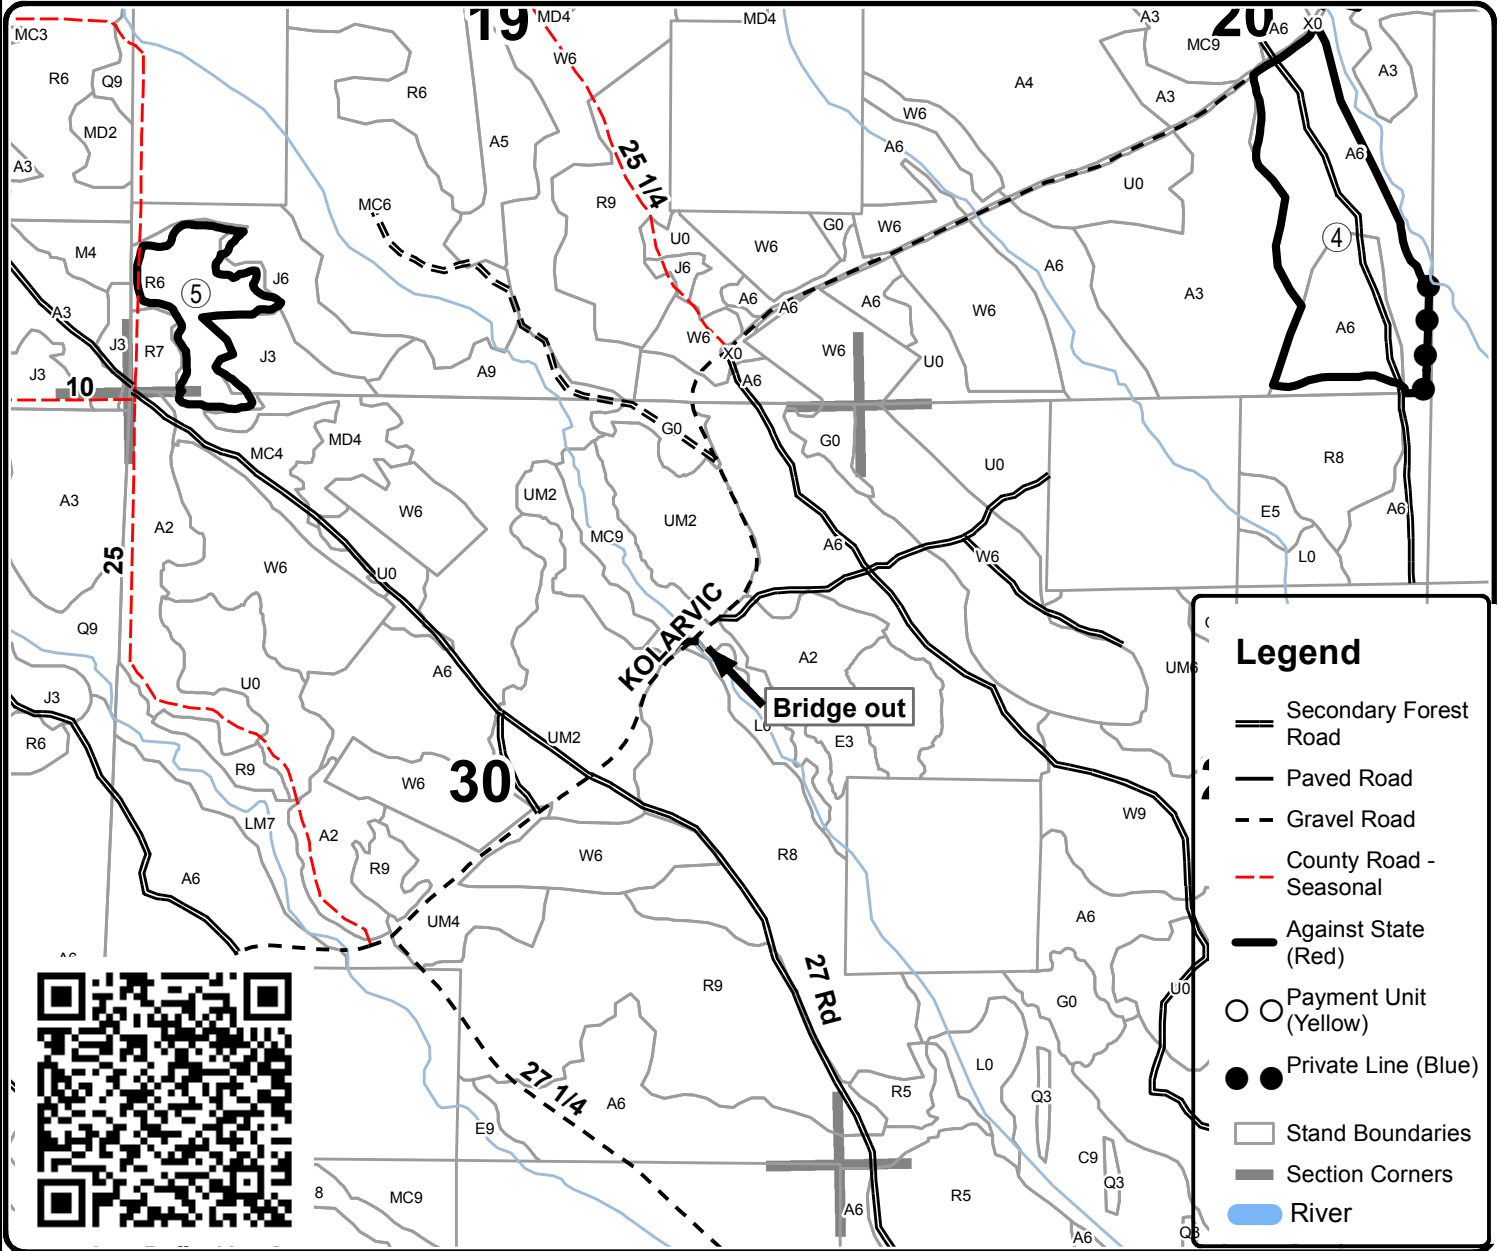 19
MD4
MD4
A3
20
A6
X0
MC3
MC9
W6
R6
Q9
R6
A4
A3
A3
W6
MD2
A5
A6
A6
A3
25 1/4
U0
MC6
R9
G0
W6
4
M4
U0
W6
A6
R6
5
J6
J6
A3
A6
A6
A6
W6
A3
A6
J3
R7
J3
W6
X0
W6
U0
J3
10
A9
A6
G0
MD4
G0
MC4
U0
R8
A3
UM2
W6
UM2
E5
A6
A2
MC9
A6
W6
L0
25
W6
U0
KOLARVIC
Q9
A2
UM6
A6
J3
U0
Bridge out
L0
R6
UM2
E3
R9
W6
30
W9
LM7
A2
R9
W6
R8
A6
UM4
A6
27 Rd
R9
U0
G0
L0
27 1/4
A6
R5
Q3
E9
C9
Q3
8
MC9
A6
R5
A6
Q3
Legend
Secondary Forest
Road
Paved Road
Gravel Road
County Road -
Seasonal
Against State
(Red)
Payment Unit
(Yellow)
Private Line (Blue)
Stand Boundaries
Section Corners
River